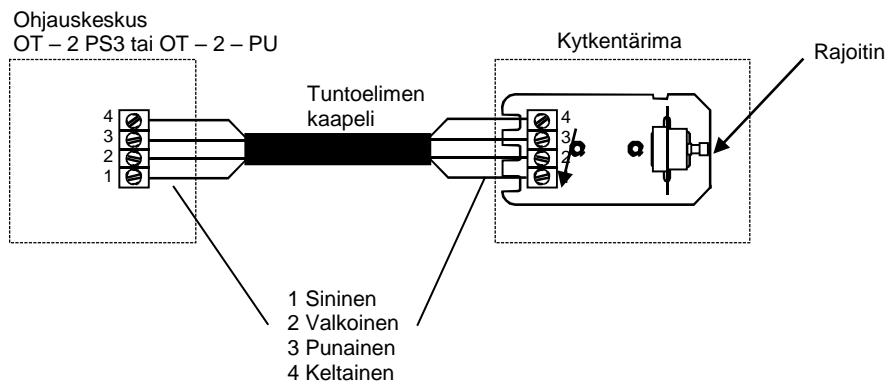 Ohjauskeskus
OT – 2 PS3 tai OT – 2 – PU
Kytkentärima
Rajoitin
Tuntoelimen
kaapeli
4
3
2
1
4
3
2
1 Sininen
2 Valkoinen
3 Punainen
4 Keltainen